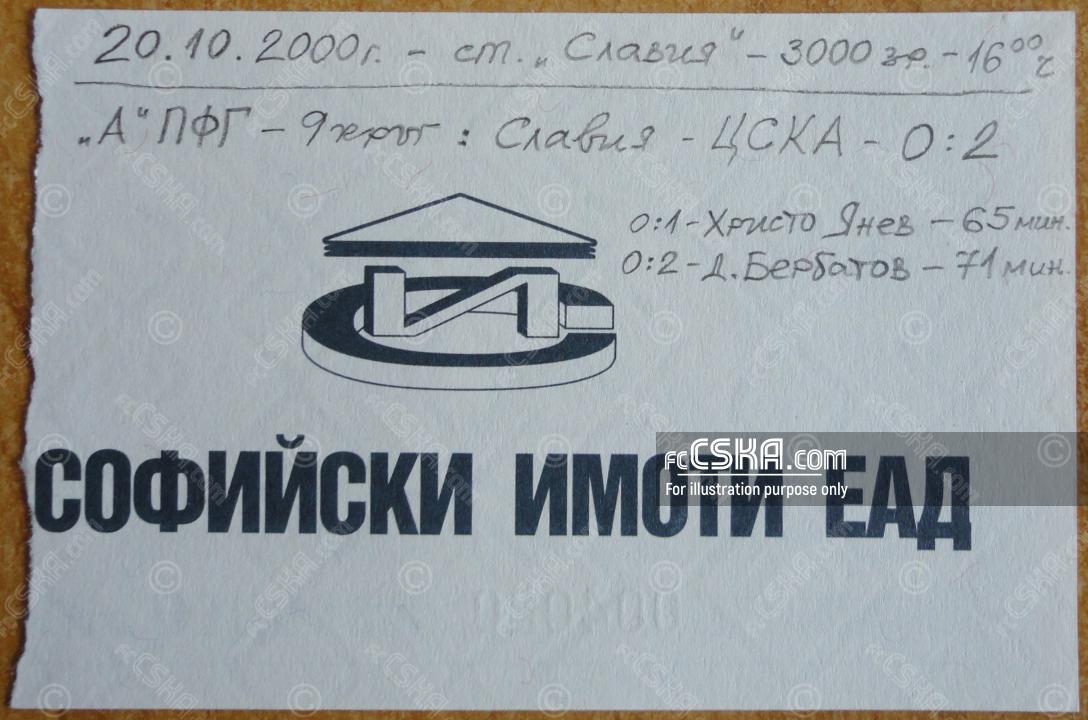 20.10.2000г. - ст. „Славия" - 3000 зр. - 16⁰⁰ ч
„А" ПФГ - 9 кръг : Славия - ЦСКА - 0:2
0:1 - Христо Янев - 65 мин.
0:2 - Д. Бербатов - 71 мин.
СОФИЙСКИ ИМОТИ ЕАД
fcCSKA.com
For illustration purpose only